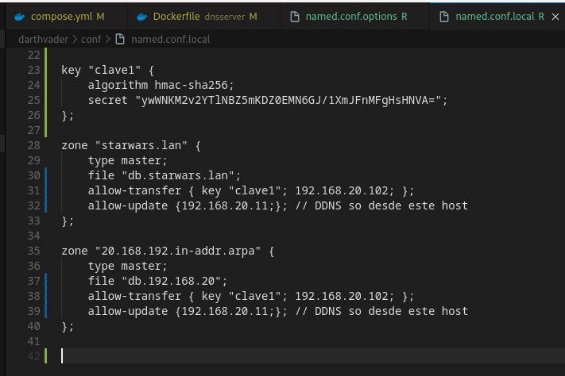 compose.yml M
Dockerfile dnsserver M
named.conf.options R
named.conf.local R
darthvader > conf > named.conf.local
22
23 key "clave1" {
24 algorithm hmac-sha256;
25 secret "ywWNKM2v2YTlNBZ5mKDZ0EMN6GJ/1XmJFnMFgHsHNVA=";
26 };
27
28 zone "starwars.lan" {
29 type master;
30 file "db.starwars.lan";
31 allow-transfer { key "clave1"; 192.168.20.102; };
32 allow-update {192.168.20.11;}; // DDNS so desde este host
33 };
34
35 zone "20.168.192.in-addr.arpa" {
36 type master;
37 file "db.192.168.20";
38 allow-transfer { key "clave1"; 192.168.20.102; };
39 allow-update {192.168.20.11;}; // DDNS so desde este host
40 };
41
42